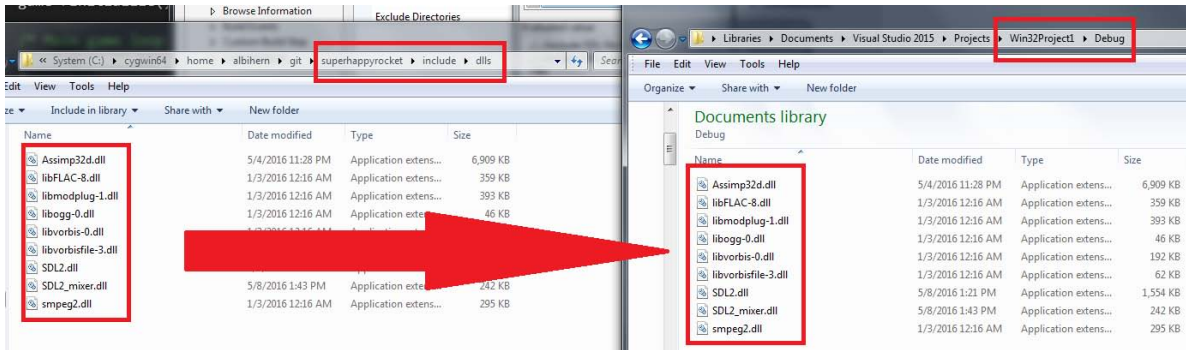 Browse Information
Exclude Directories
« System (C:) ▸ cygwin64 ▸ home ▸ albihern ▸ git ▸ superhappyrocket ▸ include ▸ dlls
Edit View Tools Help
Include in library Share with New folder
Name Date modified Type Size
Assimp32d.dll 5/4/2016 11:28 PM Application extens... 6,909 KB
libFLAC-8.dll 1/3/2016 12:16 AM Application extens... 359 KB
libmodplug-1.dll 1/3/2016 12:16 AM Application extens... 393 KB
libogg-0.dll 1/3/2016 12:16 AM Application 46 KB
libvorbis-0.dll
libvorbisfile-3.dll
SDL2.dll
SDL2_mixer.dll 5/8/2016 1:43 PM Application 242 KB
smpeg2.dll 1/3/2016 12:16 AM Application extens... 295 KB
Libraries ▸ Documents ▸ Visual Studio 2015 ▸ Projects ▸ Win32Project1 ▸ Debug
File Edit View Tools Help
Organize Share with New folder
Documents library
Debug
Name Date modified Type Size
Assimp32d.dll 5/4/2016 11:28 PM Application extens... 6,909 KB
libFLAC-8.dll 1/3/2016 12:16 AM Application extens... 359 KB
libmodplug-1.dll 1/3/2016 12:16 AM Application extens... 393 KB
libogg-0.dll 1/3/2016 12:16 AM Application extens... 46 KB
libvorbis-0.dll 1/3/2016 12:16 AM Application extens... 192 KB
libvorbisfile-3.dll 1/3/2016 12:16 AM Application extens... 62 KB
SDL2.dll 5/8/2016 1:21 PM Application extens... 1,554 KB
SDL2_mixer.dll 5/8/2016 1:43 PM Application extens... 242 KB
smpeg2.dll 1/3/2016 12:16 AM Application extens... 295 KB